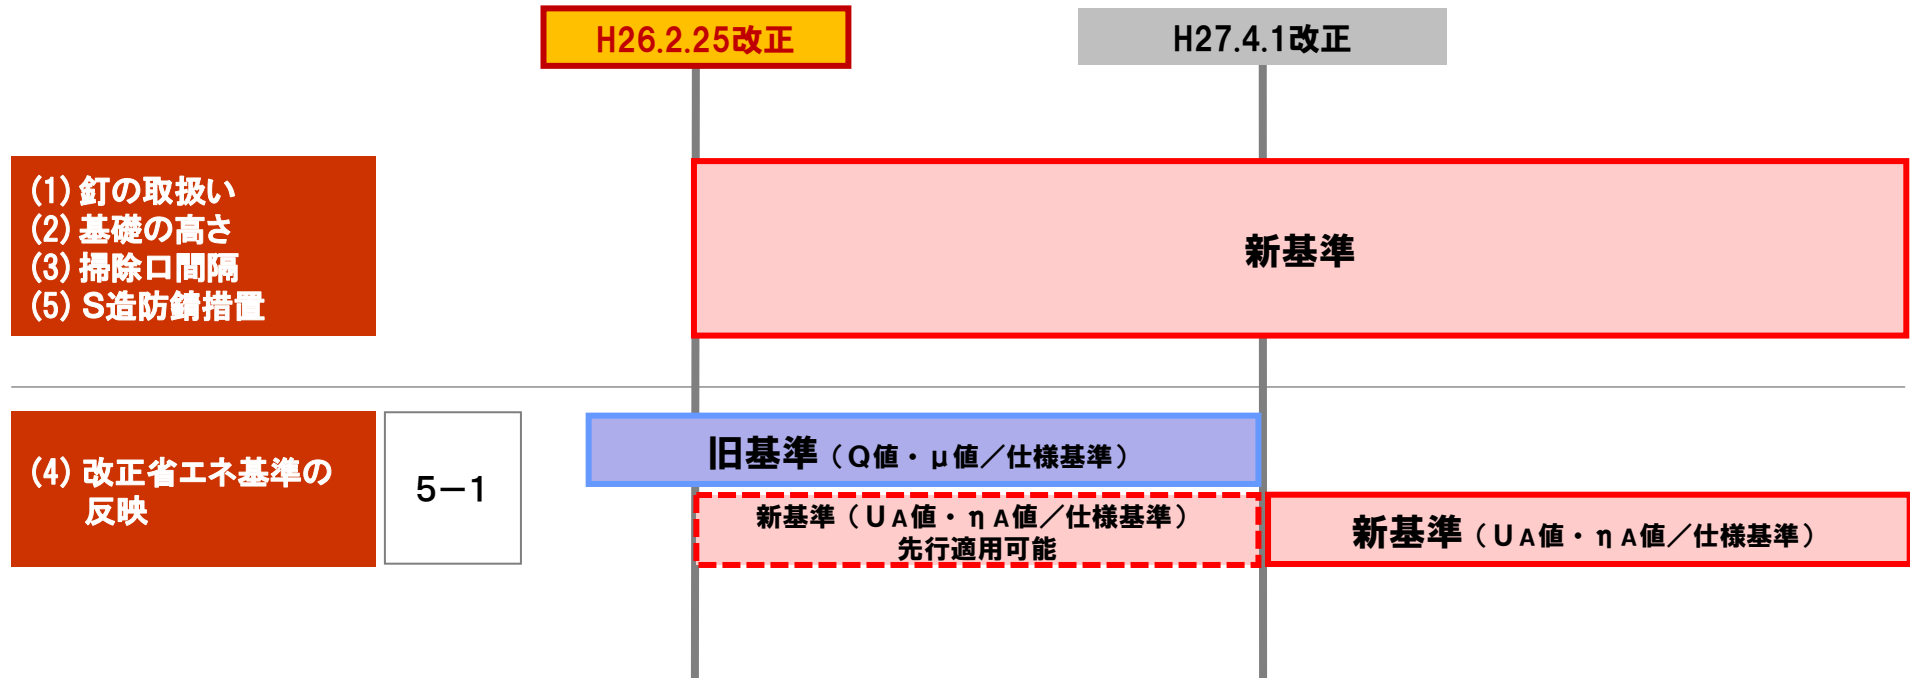 H26.2.25改正
H27.4.1改正
(1) 釘の取扱い
(2) 基礎の高さ
(3) 掃除口間隔
(5) S造防錆措置
新基準
(4) 改正省エネ基準の
反映
5－1
旧基準（Q値・μ値／仕様基準）
新基準（UA値・ηA値／仕様基準）
先行適用可能
新基準（UA値・ηA値／仕様基準）